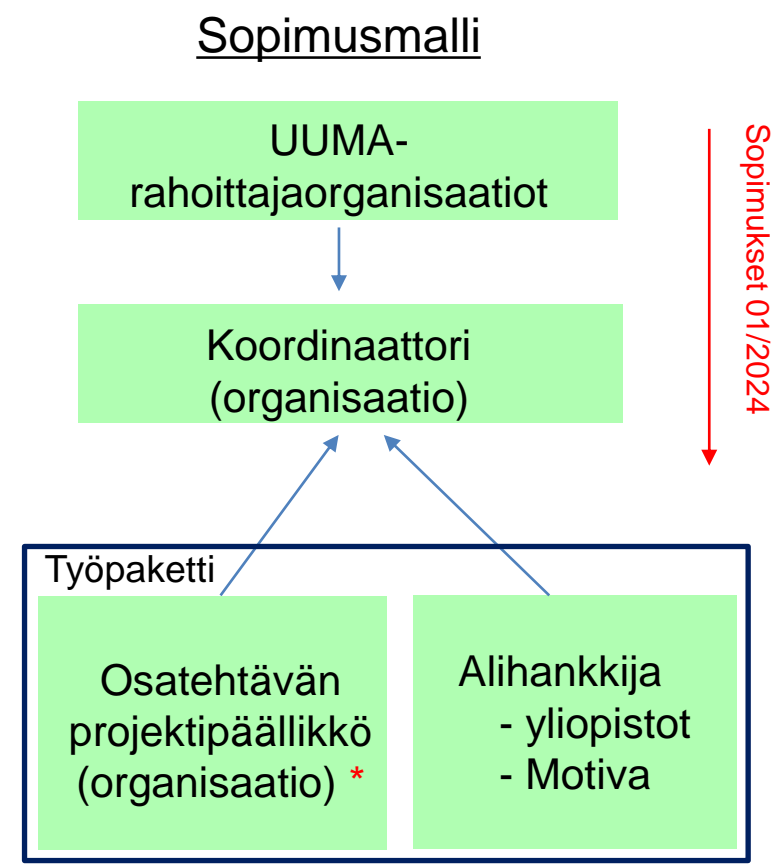 Sopimusmalli
UUMA-
rahoittajaorganisaatiot
Sopimukset 01/2024
Koordinaattori
(organisaatio)
Työpaketti
Osatehtävän
projektipäällikkö
(organisaatio) *
Alihankkija
- yliopistot
- Motiva